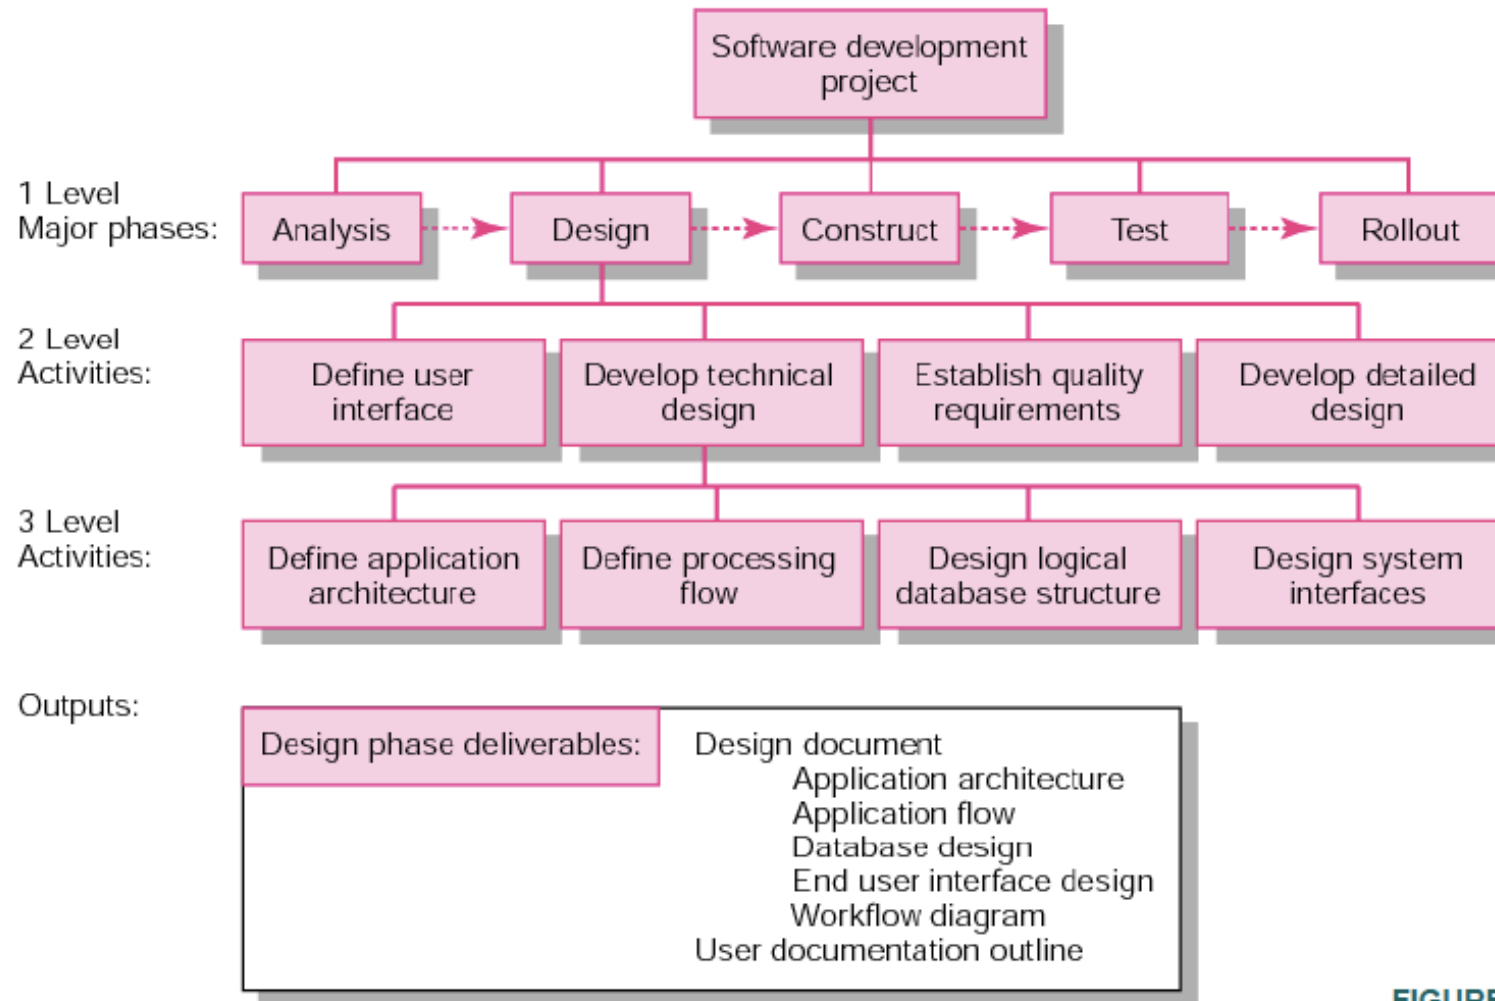 Software development
project
1 Level
Major phases:
Analysis
Design
Construct
Test
Rollout
2 Level
Activities:
Define user
interface
Develop technical
design
Establish quality
requirements
Develop detailed
design
3 Level
Activities:
Define application
architecture
Define processing
flow
Design logical
database structure
Design system
interfaces
Outputs:
Design phase deliverables:
Design document
Application architecture
Application flow
Database design
End user interface design
Workflow diagram
User documentation outline
FIGURE